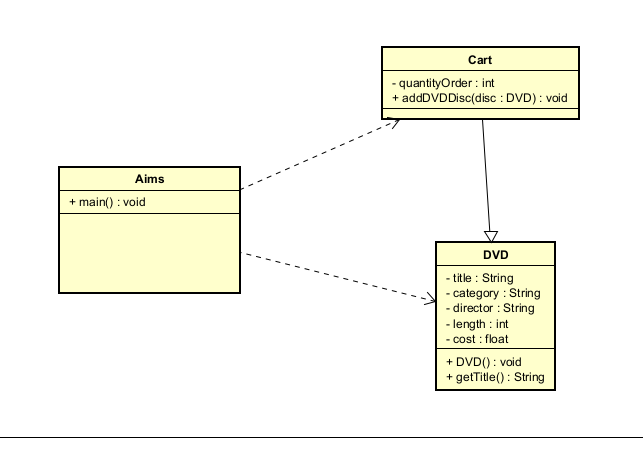 Cart
- quantityOrder : int
+ addDVDDisc(disc : DVD) : void
Aims
+ main() : void
DVD
- title : String
- category : String
- director : String
- length : int
- cost : float
+ DVD() : void
+ getTitle() : String